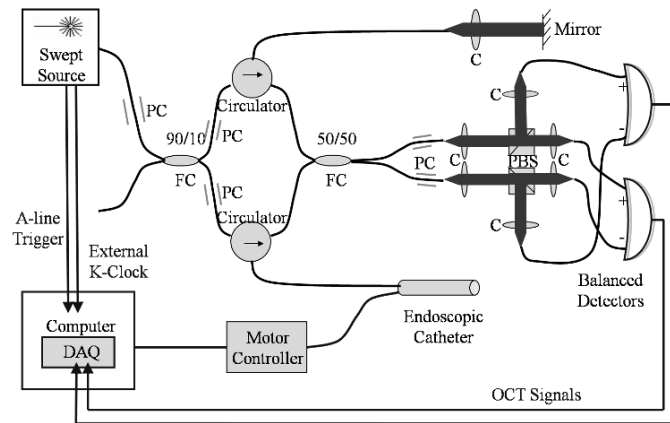 Swept
Source
PC
90/10
PC
FC
PC
Circulator
Circulator
50/50
FC
C
Mirror
C
+
-
PC
C
PBS
C
C
+
-
Balanced
Detectors
A-line
Trigger
External
K-Clock
Computer
DAQ
Motor
Controller
Endoscopic
Catheter
OCT Signals